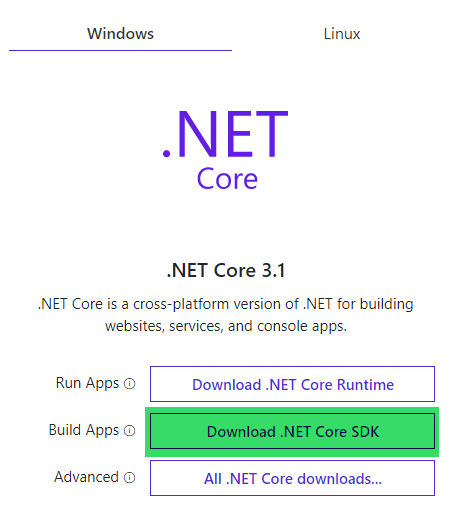 Windows
Linux
.NET
Core
.NET Core 3.1
.NET Core is a cross-platform version of .NET for building
websites, services, and console apps.
Run Apps ⓘ Download .NET Core Runtime
Build Apps ⓘ Download .NET Core SDK
Advanced ⓘ All .NET Core downloads...